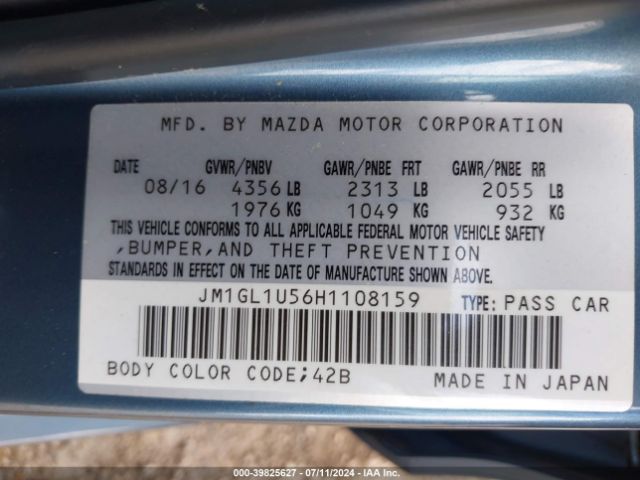 MFD. BY MAZDA MOTOR CORPORATION
DATE GVWR/PNBV GAWR/PNBE FRT GAWR/PNBE RR
08/16 4356 LB 2313 LB 2055 LB
1976 KG 1049 KG 932 KG
THIS VEHICLE CONFORMS TO ALL APPLICABLE FEDERAL MOTOR VEHICLE SAFETY
,BUMPER,AND THEFT PREVENTION
STANDARDS IN EFFECT ON THE DATE OF MANUFACTURE SHOWN ABOVE.
JM1GL1U56H1108159 TYPE: PASS CAR
BODY COLOR CODE;42B MADE IN JAPAN
000-39825627 - 07/11/2024 - IAA Inc.